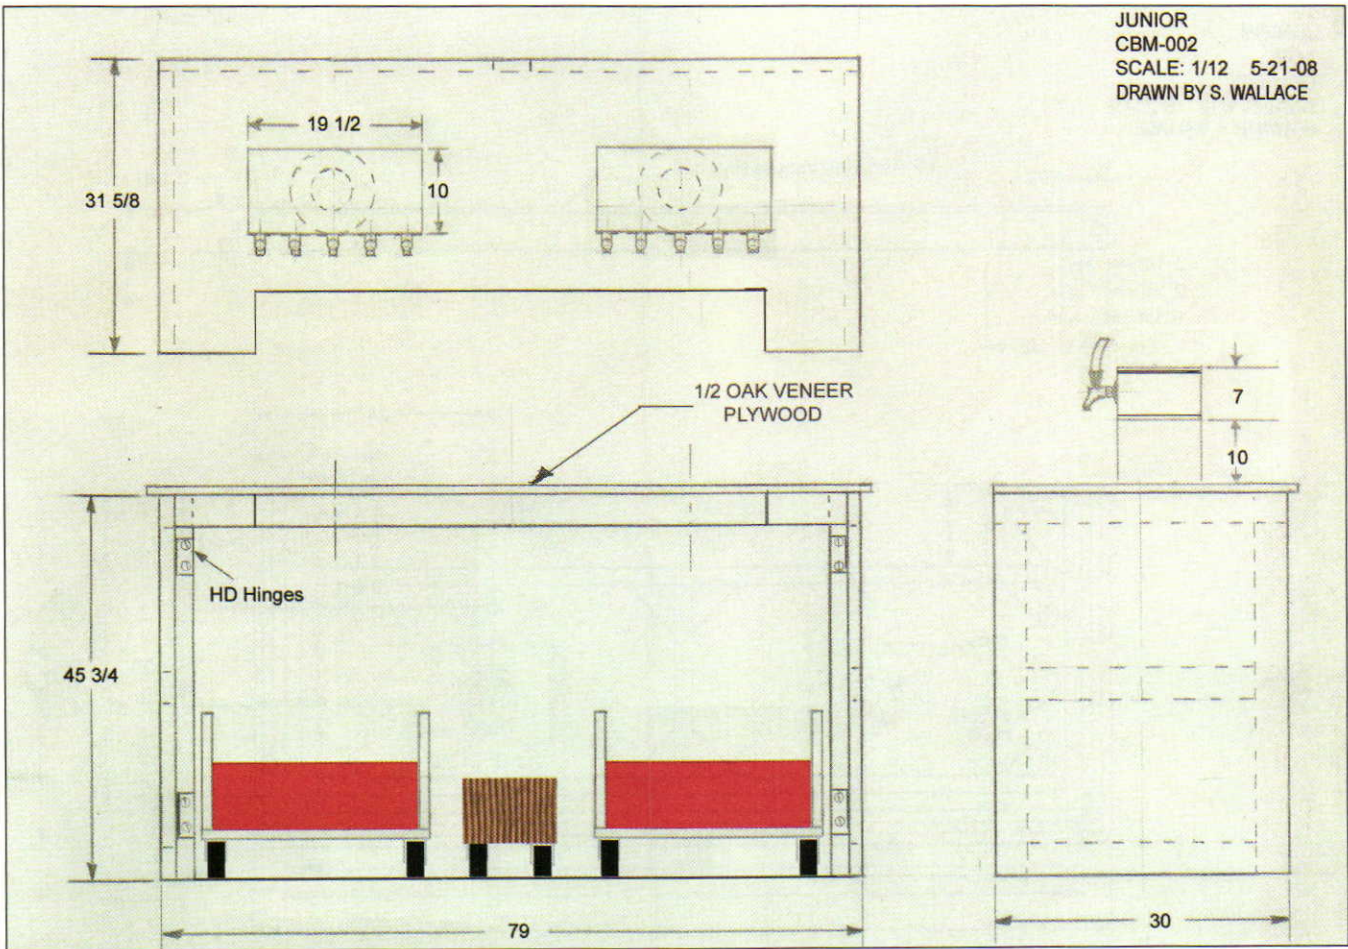 JUNIOR
CBM-002
SCALE: 1/12 5-21-08
DRAWN BY S. WALLACE
19 1/2
10
31 5/8
1/2 OAK VENEER
PLYWOOD
7
10
HD Hinges
45 3/4
79
30